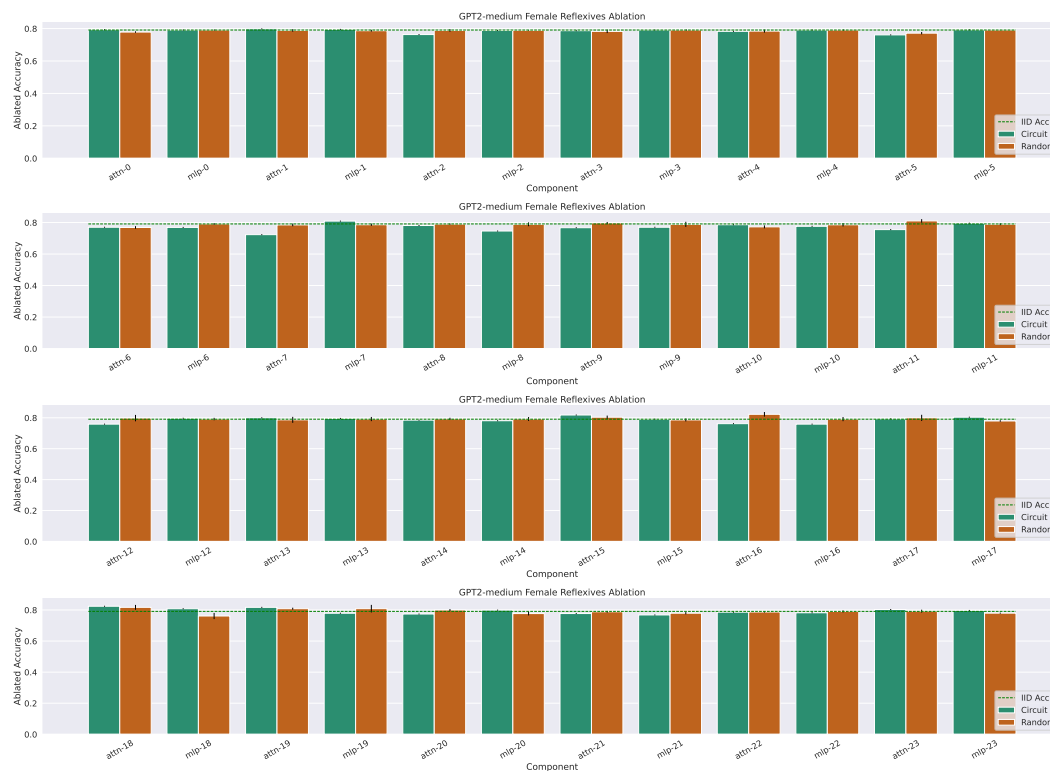 GPT2-medium Female Reflexives Ablation
Ablated Accuracy
0.8
0.6
0.4
0.2
0.0
attn-0 mlp-0 attn-1 mlp-1 attn-2 mlp-2 attn-3 mlp-3 attn-4 mlp-4 attn-5 mlp-5
Component
IID Acc
Circuit
Random
GPT2-medium Female Reflexives Ablation
Ablated Accuracy
0.8
0.6
0.4
0.2
0.0
attn-6 mlp-6 attn-7 mlp-7 attn-8 mlp-8 attn-9 mlp-9 attn-10 mlp-10 attn-11 mlp-11
Component
IID Acc
Circuit
Random
GPT2-medium Female Reflexives Ablation
Ablated Accuracy
0.8
0.6
0.4
0.2
0.0
attn-12 mlp-12 attn-13 mlp-13 attn-14 mlp-14 attn-15 mlp-15 attn-16 mlp-16 attn-17 mlp-17
Component
IID Acc
Circuit
Random
GPT2-medium Female Reflexives Ablation
Ablated Accuracy
0.8
0.6
0.4
0.2
0.0
attn-18 mlp-18 attn-19 mlp-19 attn-20 mlp-20 attn-21 mlp-21 attn-22 mlp-22 attn-23 mlp-23
Component
IID Acc
Circuit
Random